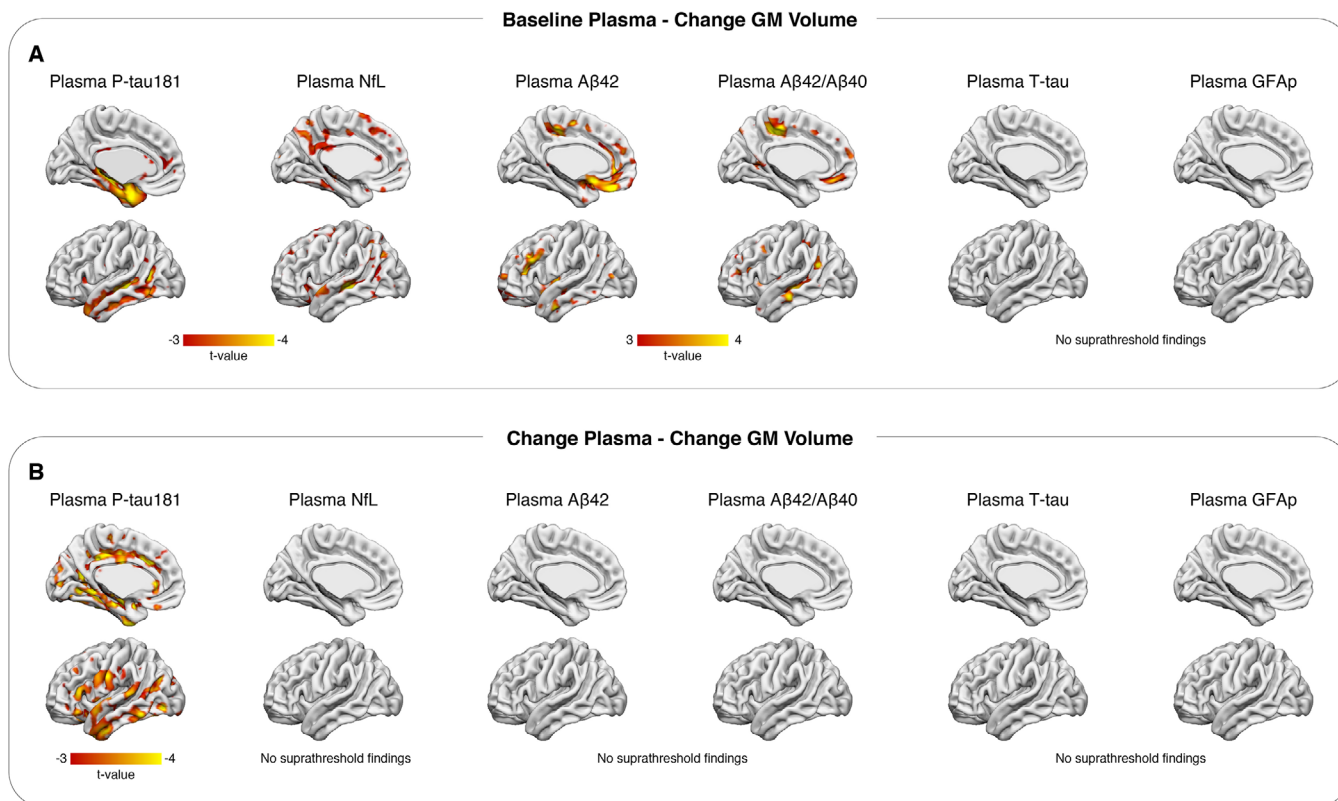 Baseline Plasma - Change GM Volume
A
Plasma P-tau181
Plasma NfL
Plasma Aβ42
Plasma Aβ42/Aβ40
Plasma T-tau
Plasma GFAp
-3
-4
t-value
3
4
t-value
No suprathreshold findings
Change Plasma - Change GM Volume
B
Plasma P-tau181
Plasma NfL
Plasma Aβ42
Plasma Aβ42/Aβ40
Plasma T-tau
Plasma GFAp
-3
-4
t-value
No suprathreshold findings
No suprathreshold findings
No suprathreshold findings